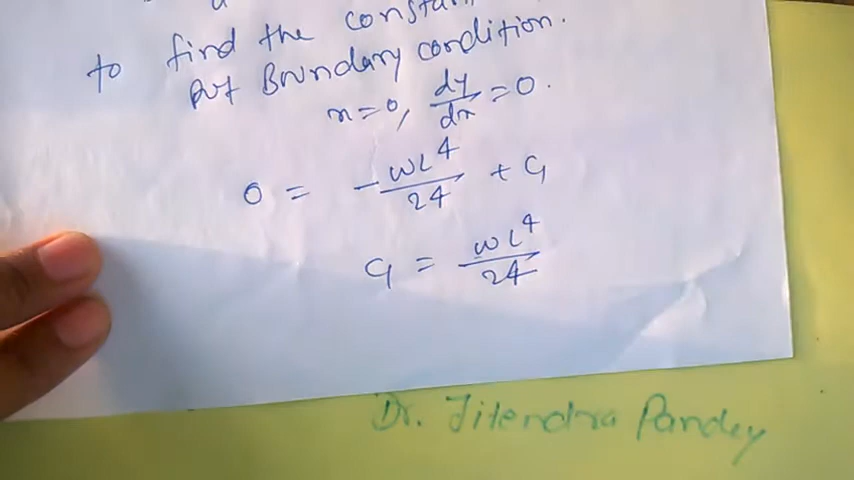 to find the constan
put Boundary condition.
x=0, dy/dx = 0.
0 = -wL⁴/24 + C₁
C₁ = wL⁴/24
Dr. Jitendra Pandey